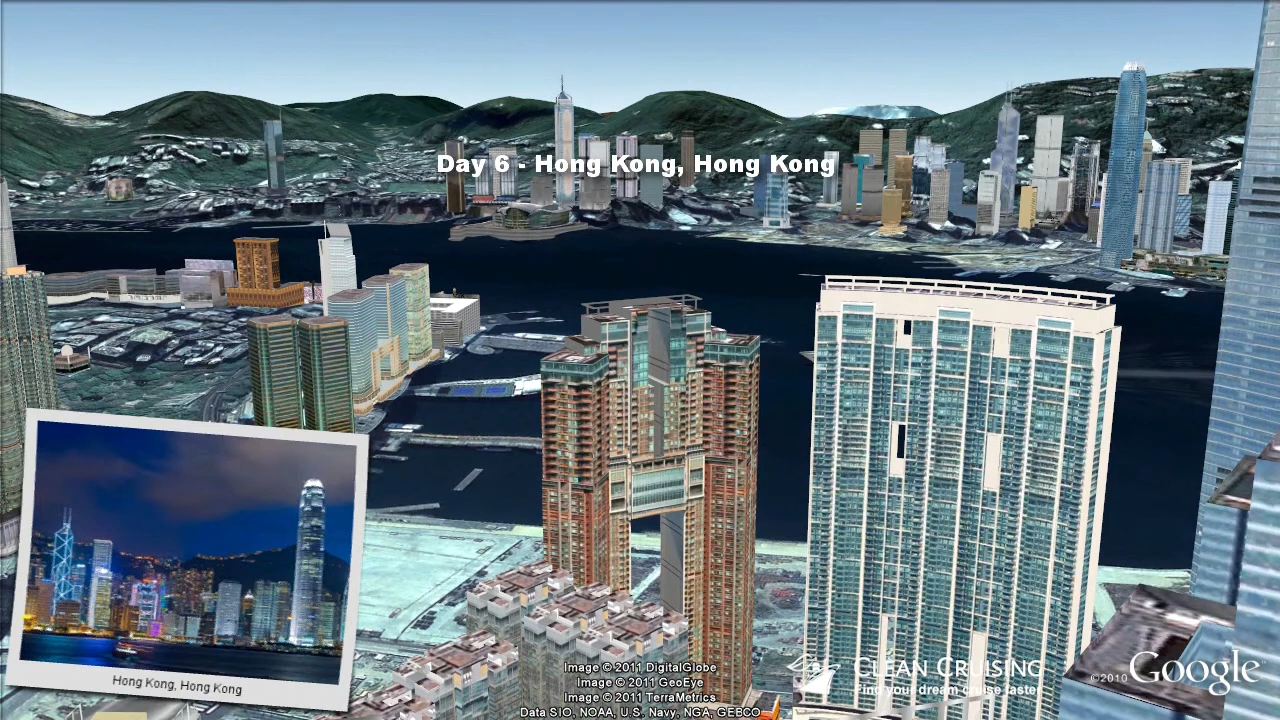 Day 6 - Hong Kong, Hong Kong
Hong Kong, Hong Kong
Image © 2011 DigitalGlobe
Image © 2011 GeoEye
Image © 2011 TerraMetrics
Data SIO, NOAA, U.S. Navy, NGA, GEBCO
CLEAN CRUISING
Find your dream cruise faster
©2010 Google